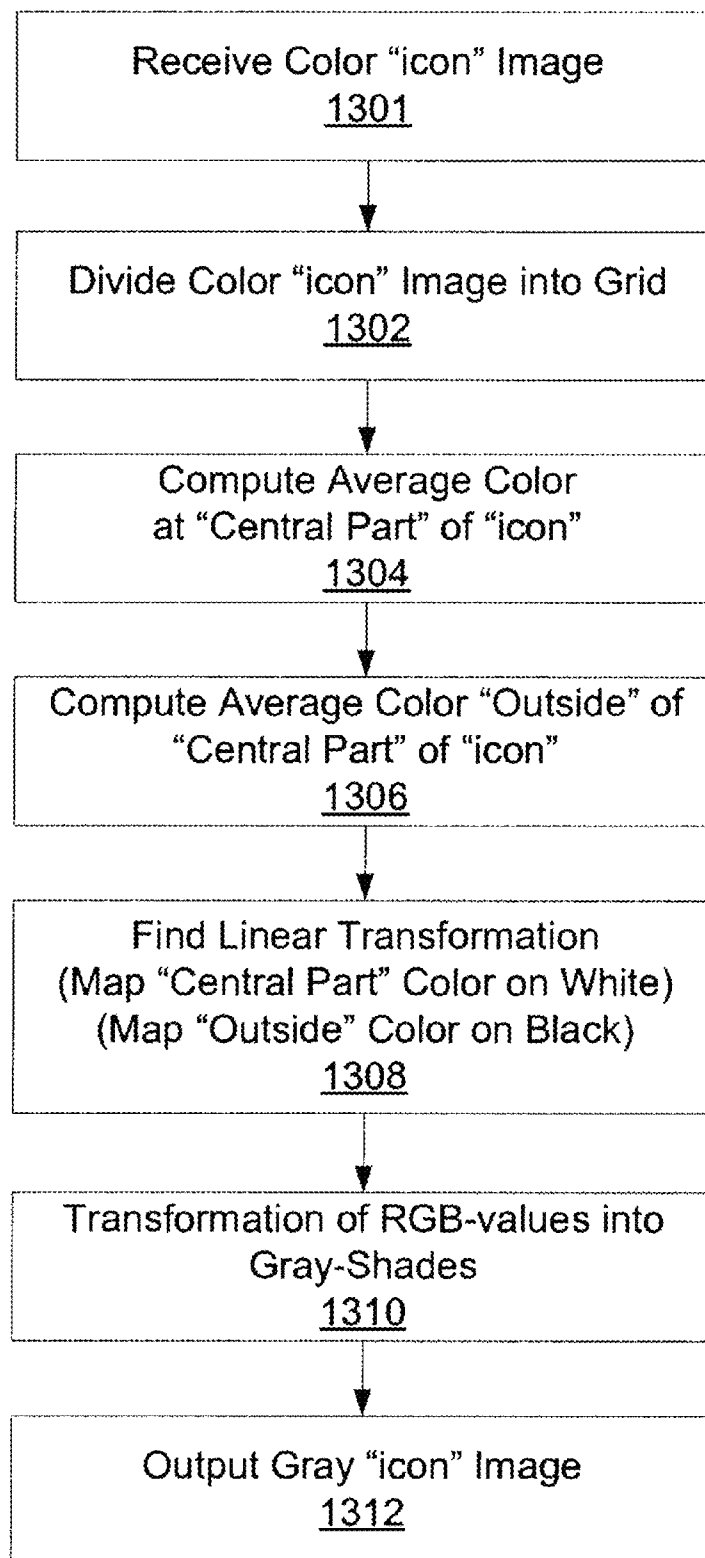 Receive Color “icon” Image
1301
Divide Color “icon” Image into Grid
1302
Compute Average Color
at “Central Part” of “icon”
1304
Compute Average Color “Outside” of
“Central Part” of “icon”
1306
Find Linear Transformation
(Map “Central Part” Color on White)
(Map “Outside” Color on Black)
1308
Transformation of RGB-values into
Gray-Shades
1310
Output Gray “icon” Image
1312